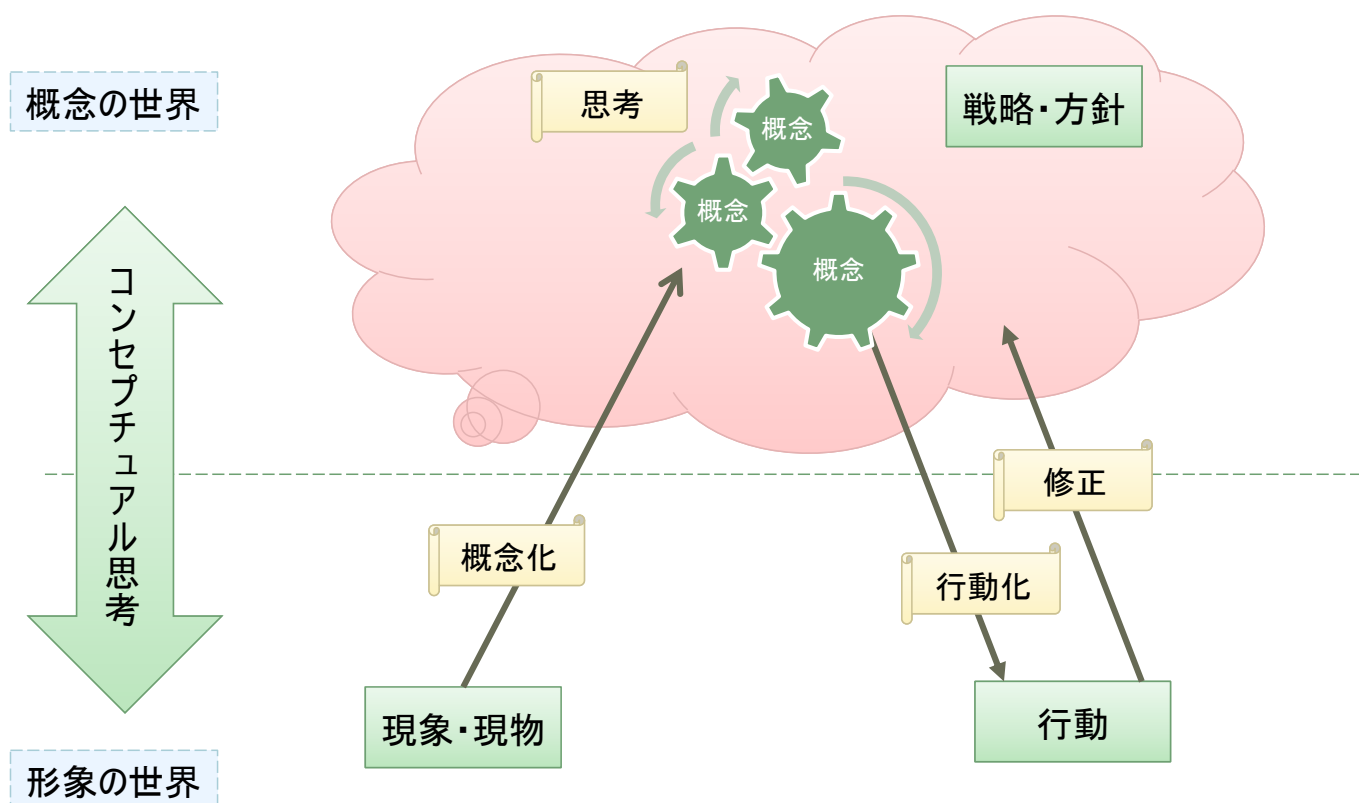 概念の世界
思考
戦略・方針
概念
概念
概念
コンセプチュアル思考
修正
概念化
行動化
現象・現物
行動
形象の世界